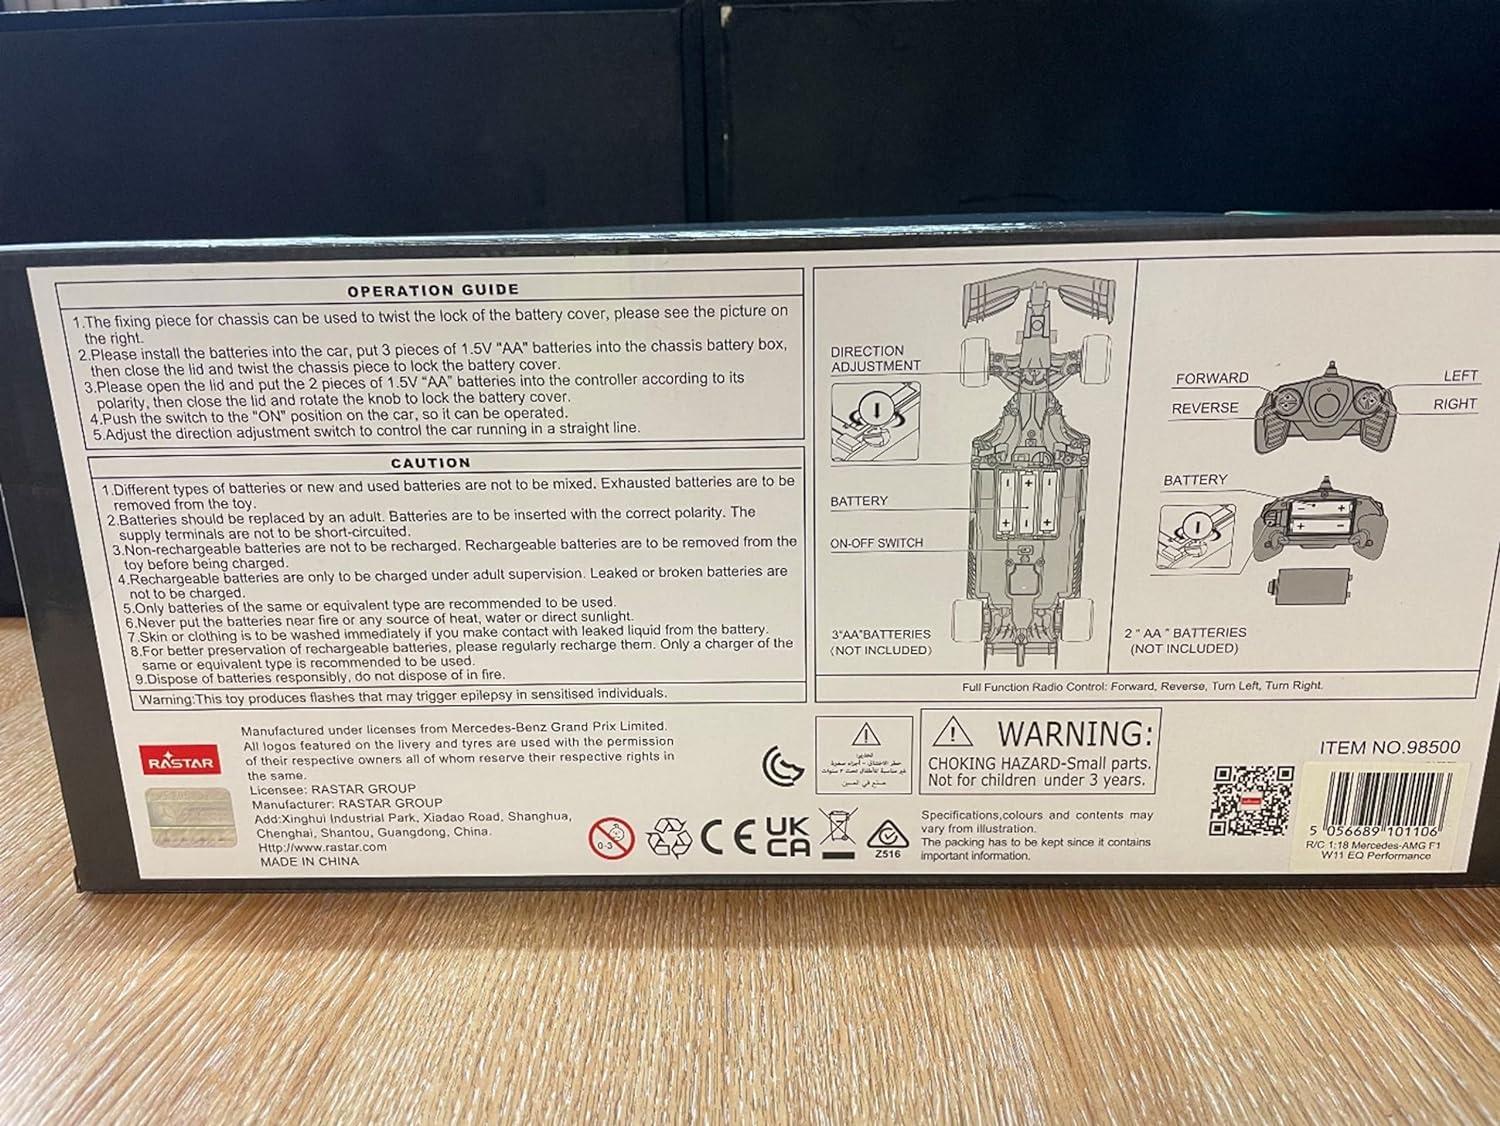 OPERATION GUIDE
1.The fixing piece for chassis can be used to twist the lock of the battery cover, please see the picture on
the right.
2.Please install the batteries into the car, put 3 pieces of 1.5V "AA" batteries into the chassis battery box,
then close the lid and twist the chassis piece to lock the battery cover.
3.Please open the lid and put the 2 pieces of 1.5V "AA" batteries into the controller according to its
polarity, then close the lid and rotate the knob to lock the battery cover.
4.Push the switch to the "ON" position on the car, so it can be operated.
5.Adjust the direction adjustment switch to control the car running in a straight line.
CAUTION
1.Different types of batteries or new and used batteries are not to be mixed. Exhausted batteries are to be
removed from the toy.
2.Batteries should be replaced by an adult. Batteries are to be inserted with the correct polarity. The
supply terminals are not to be short-circuited.
3.Non-rechargeable batteries are not to be recharged. Rechargeable batteries are to be removed from the
toy before being charged.
4.Rechargeable batteries are only to be charged under adult supervision. Leaked or broken batteries are
not to be charged.
5.Only batteries of the same or equivalent type are recommended to be used.
6.Never put the batteries near fire or any source of heat, water or direct sunlight.
7.Skin or clothing is to be washed immediately if you make contact with leaked liquid from the battery.
8.For better preservation of rechargeable batteries, please regularly recharge them. Only a charger of the
same or equivalent type is recommended to be used.
9.Dispose of batteries responsibly, do not dispose of in fire.
Warning:This toy produces flashes that may trigger epilepsy in sensitised individuals.
DIRECTION
ADJUSTMENT
BATTERY
ON-OFF SWITCH
3"AA"BATTERIES
(NOT INCLUDED)
FORWARD
LEFT
REVERSE
RIGHT
BATTERY
2 " AA " BATTERIES
(NOT INCLUDED)
Full Function Radio Control: Forward, Reverse, Turn Left, Turn Right.
RASTAR
Manufactured under licenses from Mercedes-Benz Grand Prix Limited.
All logos featured on the livery and tyres are used with the permission
of their respective owners all of whom reserve their respective rights in
the same.
Licensee: RASTAR GROUP
Manufacturer: RASTAR GROUP
Add:Xinghui Industrial Park, Xiadao Road, Shanghua,
Chenghai, Shantou, Guangdong, China.
Http://www.rastar.com
MADE IN CHINA
0-3
CE
UK
CA
Z516
تحذير:
خطر الاختناق - أجزاء صغيرة
غير مناسبة للأطفال تحت ٣ سنوات
صنع في الصين
WARNING:
CHOKING HAZARD-Small parts.
Not for children under 3 years.
Specifications,colours and contents may
vary from illustration.
The packing has to be kept since it contains
important information.
ITEM NO.98500
5 056689 101106
R/C 1:18 Mercedes-AMG F1
W11 EQ Performance